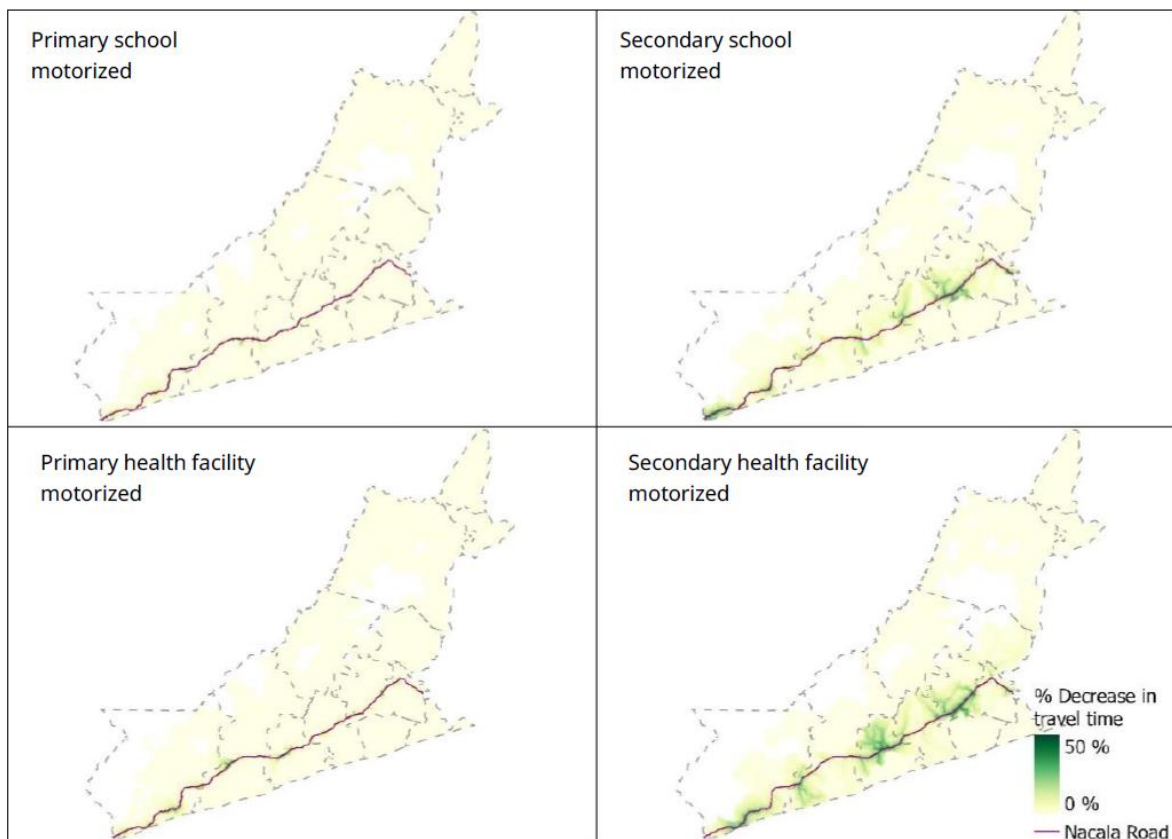 Primary school
motorized
Secondary school
motorized
Primary health facility
motorized
Secondary health facility
motorized
% Decrease in
travel time
50 %
0 %
Nacala Road